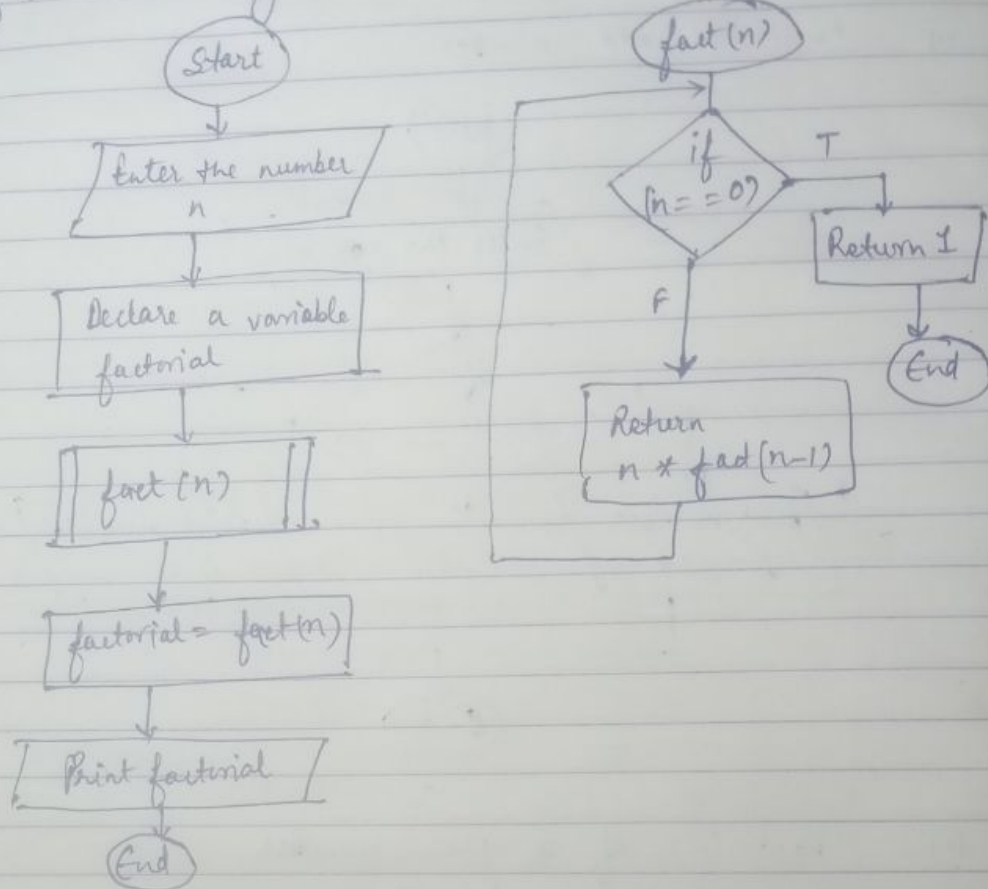 Start
Enter the number
n
Declare a variable
factorial
fact (n)
factorial = fact(n)
Print factorial
End
fact (n)
if
(n = = 0)
T
Return 1
End
F
Return
n * fact (n-1)